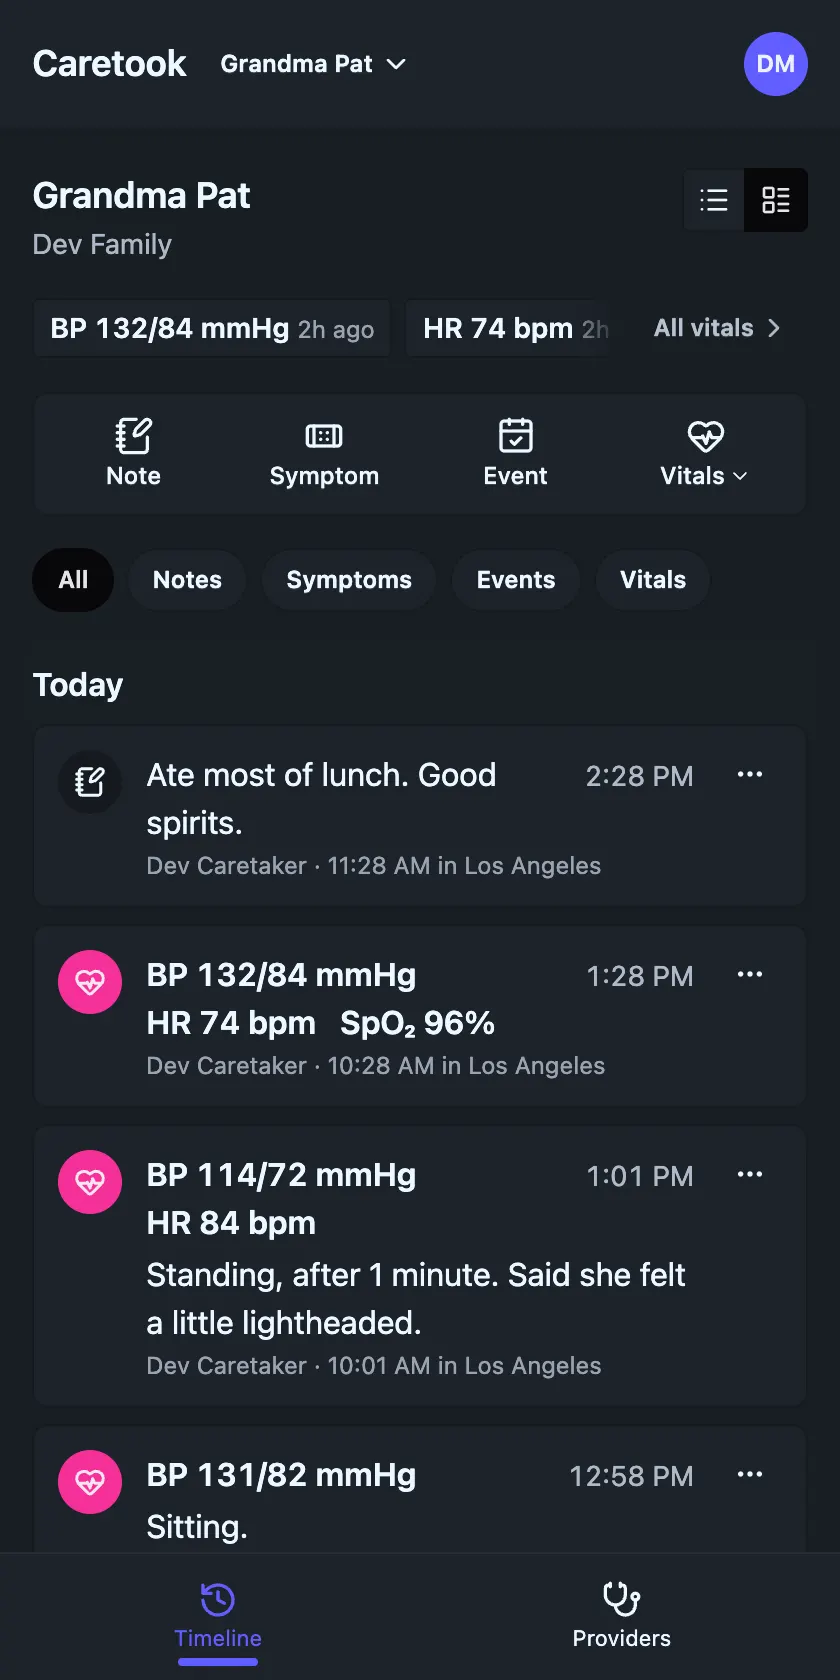 Caretook Grandma Pat DM
Grandma Pat
Dev Family
BP 132/84 mmHg 2h ago HR 74 bpm 2h All vitals
Note Symptom Event Vitals
All Notes Symptoms Events Vitals
Today
Ate most of lunch. Good 2:28 PM
spirits.
Dev Caretaker · 11:28 AM in Los Angeles
BP 132/84 mmHg 1:28 PM
HR 74 bpm SpO₂ 96%
Dev Caretaker · 10:28 AM in Los Angeles
BP 114/72 mmHg 1:01 PM
HR 84 bpm
Standing, after 1 minute. Said she felt
a little lightheaded.
Dev Caretaker · 10:01 AM in Los Angeles
BP 131/82 mmHg 12:58 PM
Sitting.
Timeline Providers